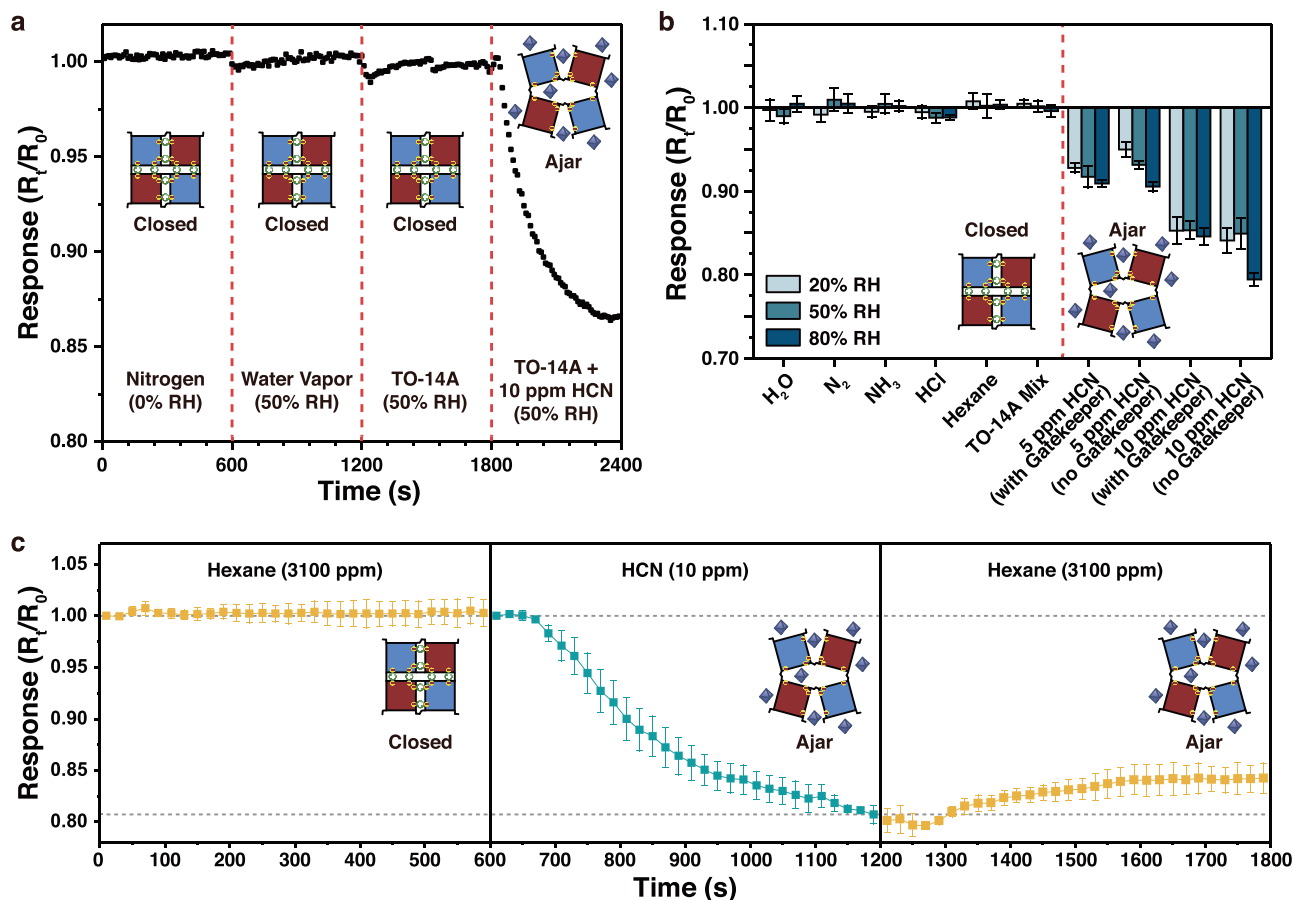 a
Response (Rt/R0)
1.00
0.95
0.90
0.85
0.80
Closed
Closed
Closed
Ajar
Nitrogen
(0% RH)
Water Vapor
(50% RH)
TO-14A
(50% RH)
TO-14A +
10 ppm HCN
(50% RH)
0
600
1200
1800
2400
Time (s)
b
Response (Rt/R0)
1.10
1.00
0.90
0.80
0.70
Closed
Ajar
20% RH
50% RH
80% RH
H2O
N2
NH3
HCl
Hexane
TO-14A Mix
5 ppm HCN
(with Gatekeeper)
5 ppm HCN
(no Gatekeeper)
10 ppm HCN
(with Gatekeeper)
10 ppm HCN
(no Gatekeeper)
c
Response (Rt/R0)
1.05
1.00
0.95
0.90
0.85
0.80
Hexane (3100 ppm)
HCN (10 ppm)
Hexane (3100 ppm)
Closed
Ajar
Ajar
0 100 200 300 400 500 600 700 800 900 1000 1100 1200 1300 1400 1500 1600 1700 1800
Time (s)